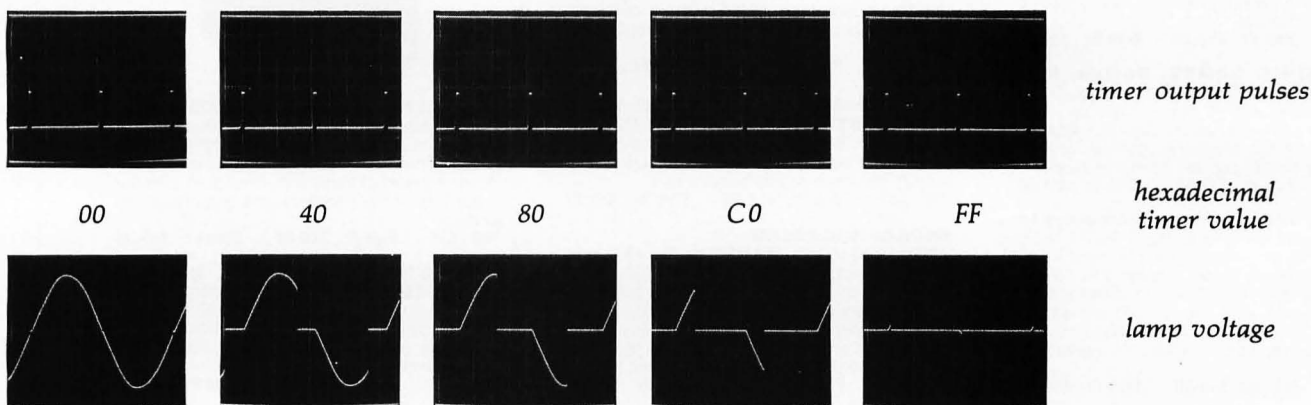 timer output pulses
00 40 80 C0 FF
hexadecimal
timer value
lamp voltage